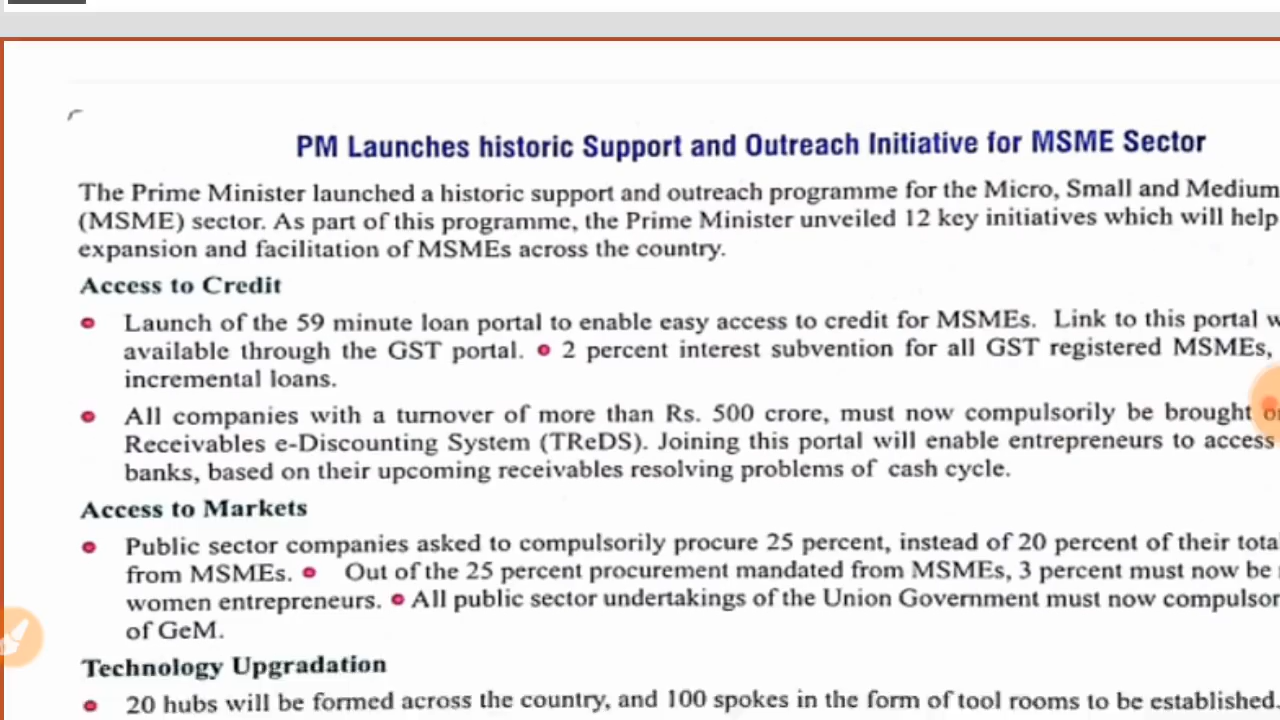 PM Launches historic Support and Outreach Initiative for MSME Sector
The Prime Minister launched a historic support and outreach programme for the Micro, Small and Medium
(MSME) sector. As part of this programme, the Prime Minister unveiled 12 key initiatives which will help
expansion and facilitation of MSMEs across the country.
Access to Credit
Launch of the 59 minute loan portal to enable easy access to credit for MSMEs. Link to this portal
available through the GST portal. • 2 percent interest subvention for all GST registered MSMEs,
incremental loans.
All companies with a turnover of more than Rs. 500 crore, must now compulsorily be brought
Receivables e-Discounting System (TReDS). Joining this portal will enable entrepreneurs to access
banks, based on their upcoming receivables resolving problems of cash cycle.
Access to Markets
Public sector companies asked to compulsorily procure 25 percent, instead of 20 percent of their
from MSMEs. • Out of the 25 percent procurement mandated from MSMEs, 3 percent must now be
women entrepreneurs. • All public sector undertakings of the Union Government must now
of GeM.
Technology Upgradation
20 hubs will be formed across the country, and 100 spokes in the form of tool rooms to be established.